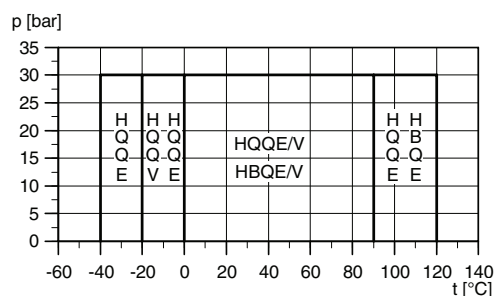 p [bar]
35
30
25
20
15
10
5
0
H H H H H
Q Q Q Q B
Q Q Q HQQE/V Q Q
E V E HBQE/V E E
-60 -40 -20 0 20 40 60 80 100 120 140
t [°C]